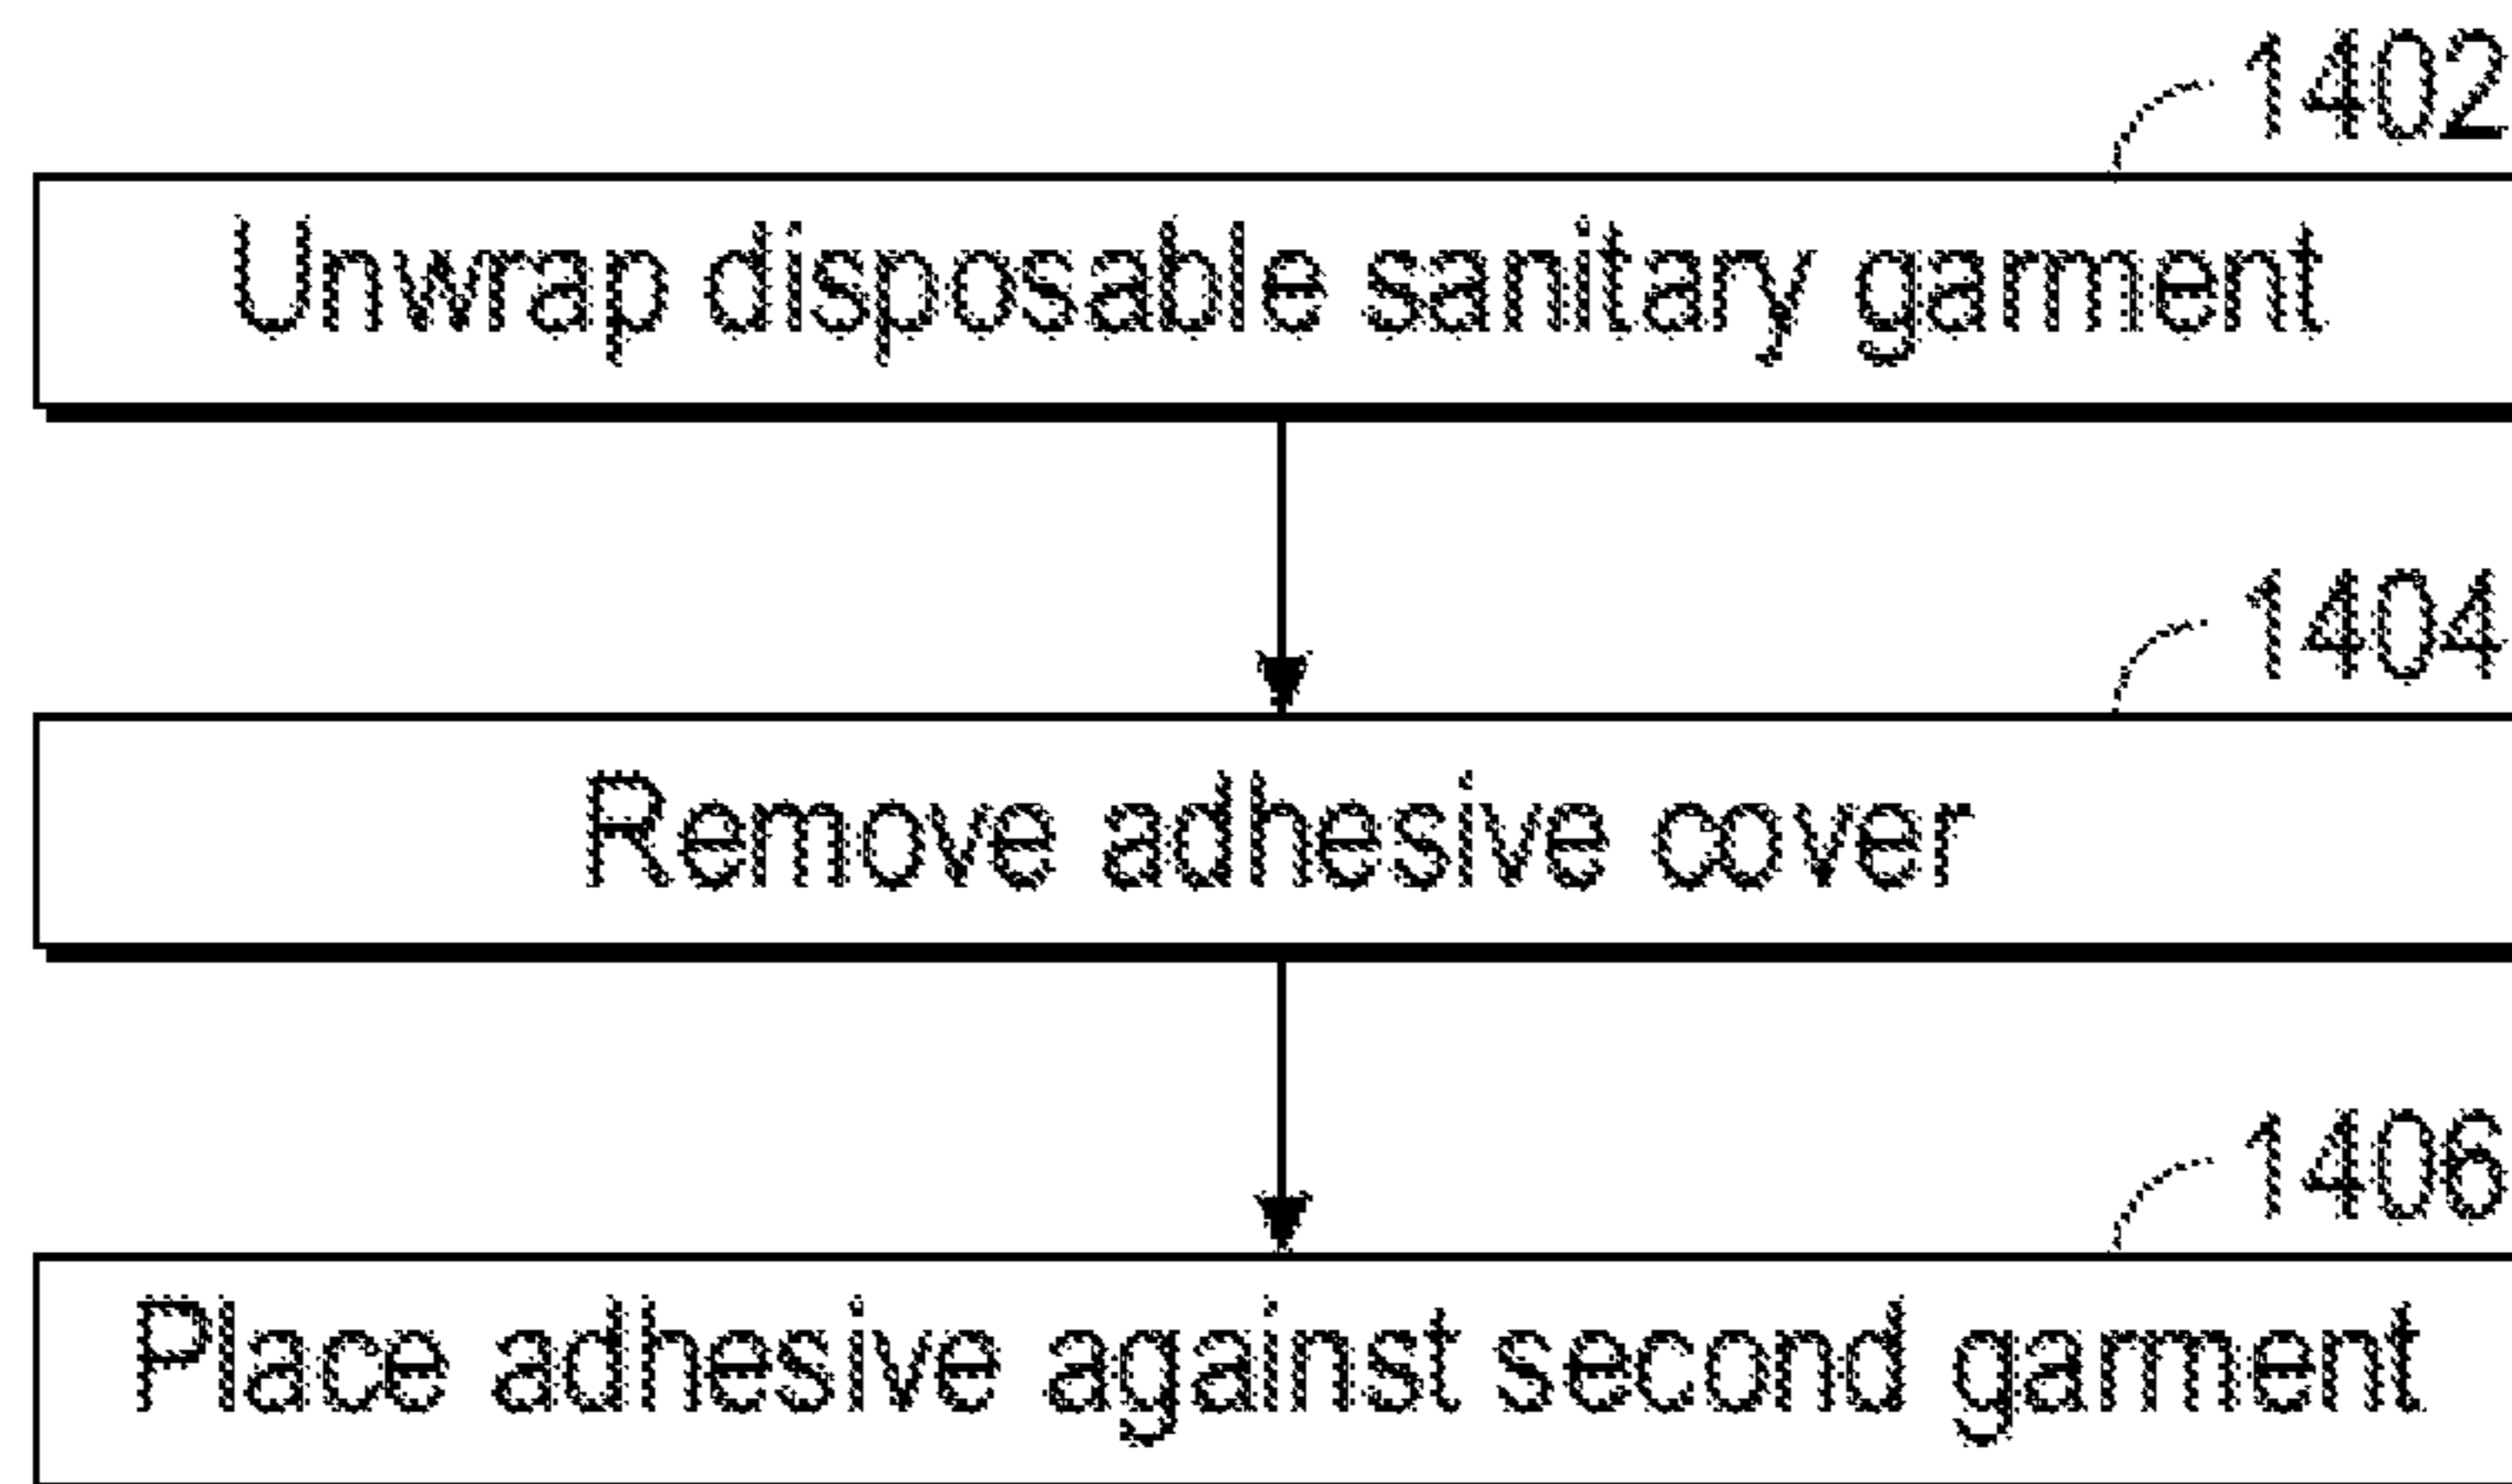 1402
Unwrap disposable sanitary garment
1404
Remove adhesive cover
1406
Place adhesive against second garment